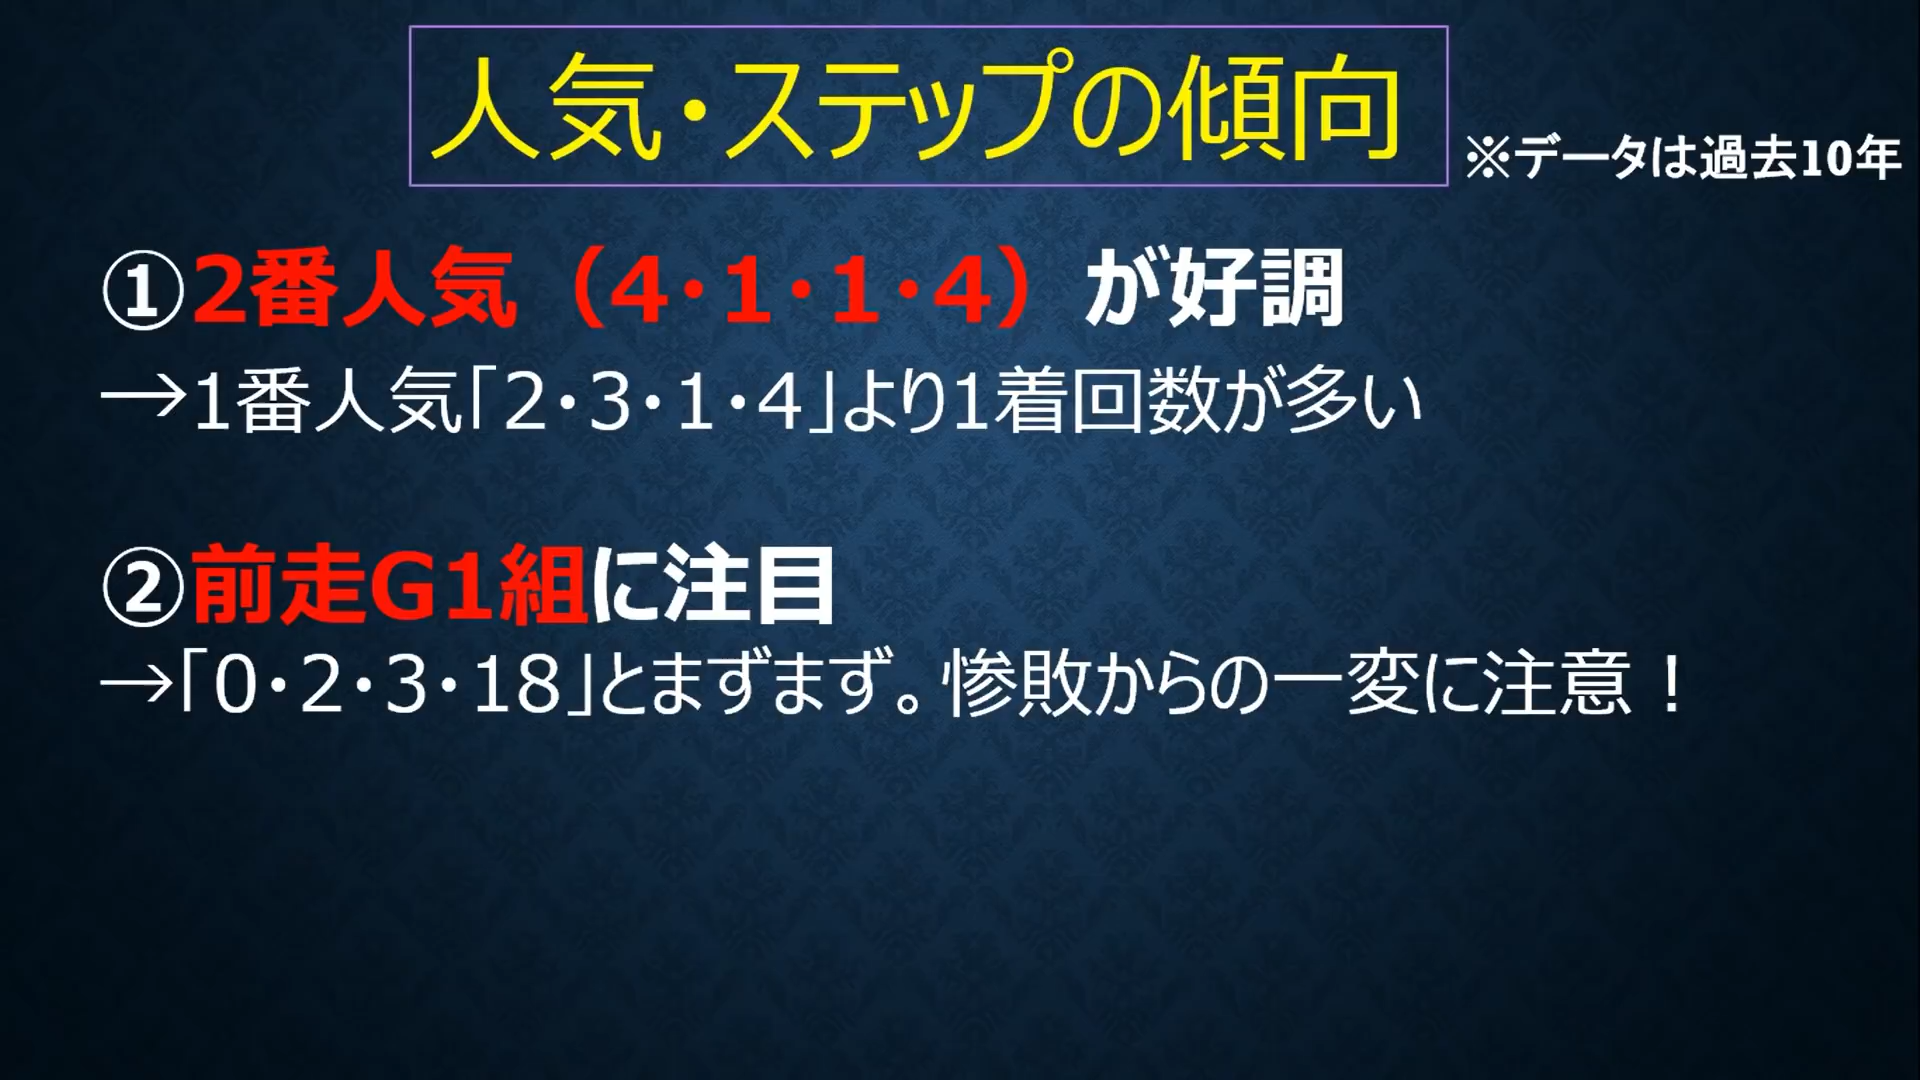 人気・ステップの傾向
※データは過去10年
①2番人気（4・1・1・4）が好調
→1番人気「2・3・1・4」より1着回数が多い
②前走G1組に注目
→「0・2・3・18」とまずまず。惨敗からの一変に注意！